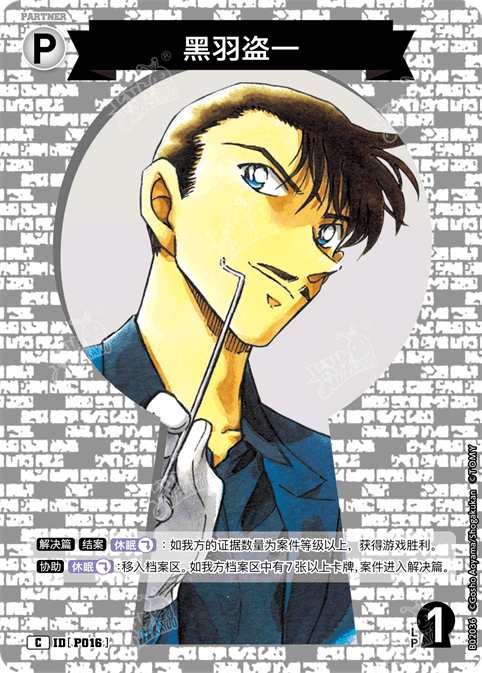 PARTNER
P
黑羽盗一
解决篇 结案 休眠 ：如我方的证据数量为案件等级以上，获得游戏胜利。
协助 休眠 ：移入档案区。如我方档案区中有7张以上卡牌，案件进入解决篇。
C ID[ P016 ]
LP 1
B02036 ©Gosho Aoyama/Shogakukan ©TOMY